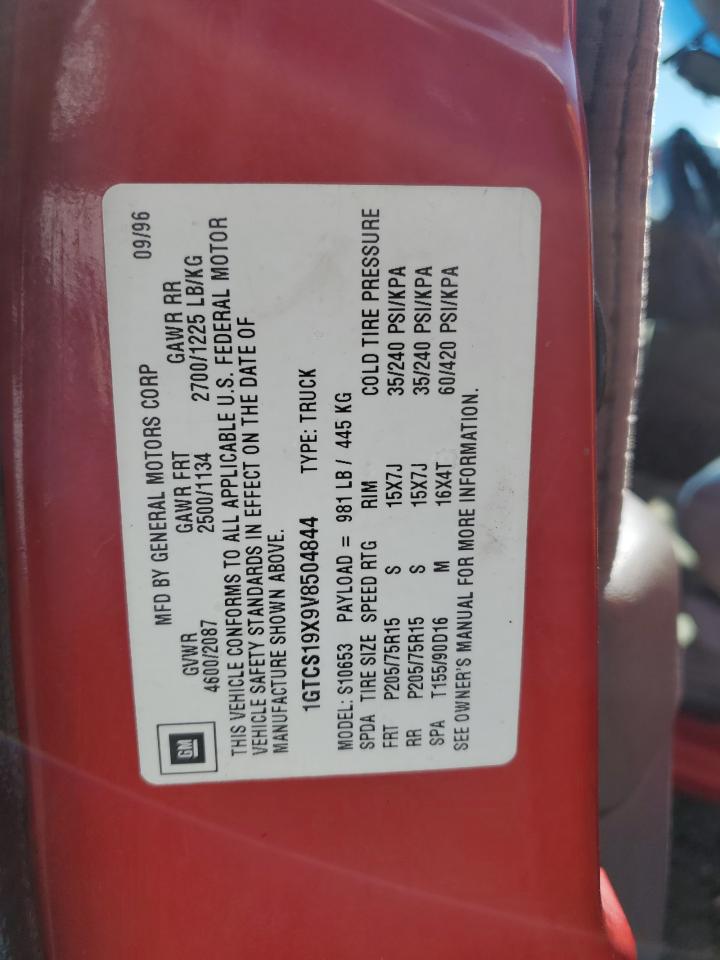 MFD BY GENERAL MOTORS CORP 09/96
GVWR GAWR FRT GAWR RR
4600/2087 2500/1134 2700/1225 LB/KG
THIS VEHICLE CONFORMS TO ALL APPLICABLE U.S. FEDERAL MOTOR
VEHICLE SAFETY STANDARDS IN EFFECT ON THE DATE OF
MANUFACTURE SHOWN ABOVE.
GM
1GTCS19X9V8504844 TYPE: TRUCK
MODEL: S10653 PAYLOAD = 981 LB / 445 KG
SPDA TIRE SIZE SPEED RTG RIM COLD TIRE PRESSURE
FRT P205/75R15 S 15X7J 35/240 PSI/KPA
RR P205/75R15 S 15X7J 35/240 PSI/KPA
SPA T155/90D16 M 16X4T 60/420 PSI/KPA
SEE OWNER'S MANUAL FOR MORE INFORMATION.